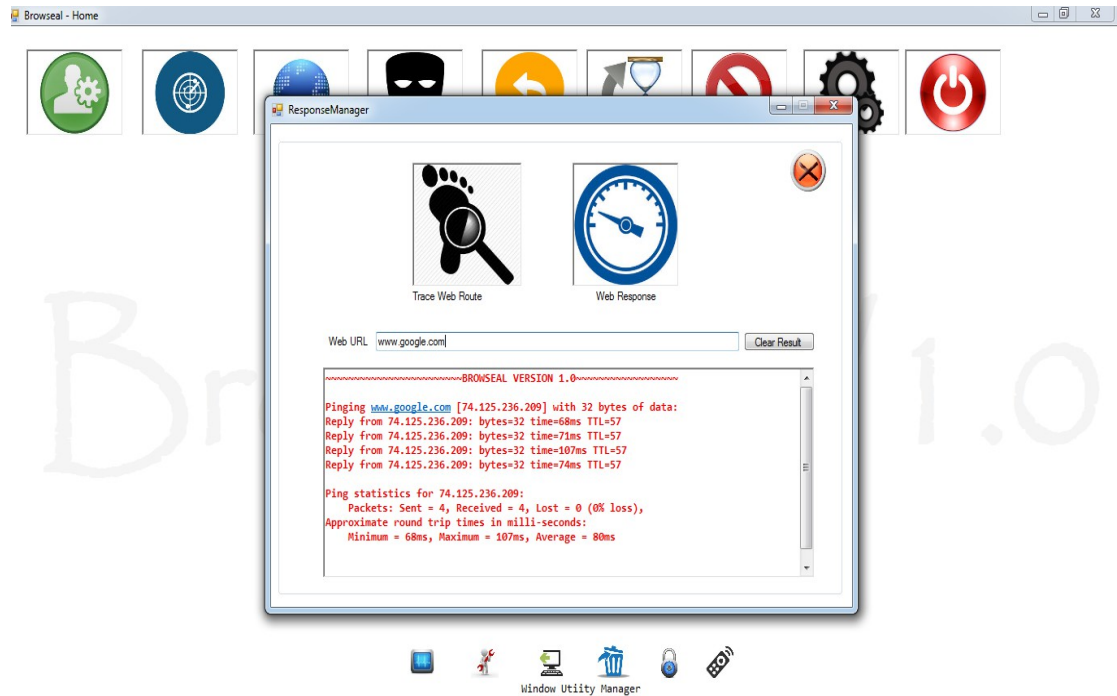 Browseal - Home
ResponseManager
Trace Web Route
Web Response
Web URL www.google.com Clear Result
~~~~~~~~~~~~~~~~~~~~~~~~BROWSEAL VERSION 1.0~~~~~~~~~~~~~~~~~~
Pinging www.google.com [74.125.236.209] with 32 bytes of data:
Reply from 74.125.236.209: bytes=32 time=68ms TTL=57
Reply from 74.125.236.209: bytes=32 time=71ms TTL=57
Reply from 74.125.236.209: bytes=32 time=107ms TTL=57
Reply from 74.125.236.209: bytes=32 time=74ms TTL=57
Ping statistics for 74.125.236.209:
Packets: Sent = 4, Received = 4, Lost = 0 (0% loss),
Approximate round trip times in milli-seconds:
Minimum = 68ms, Maximum = 107ms, Average = 80ms
Br 1.0
Window Utiity Manager